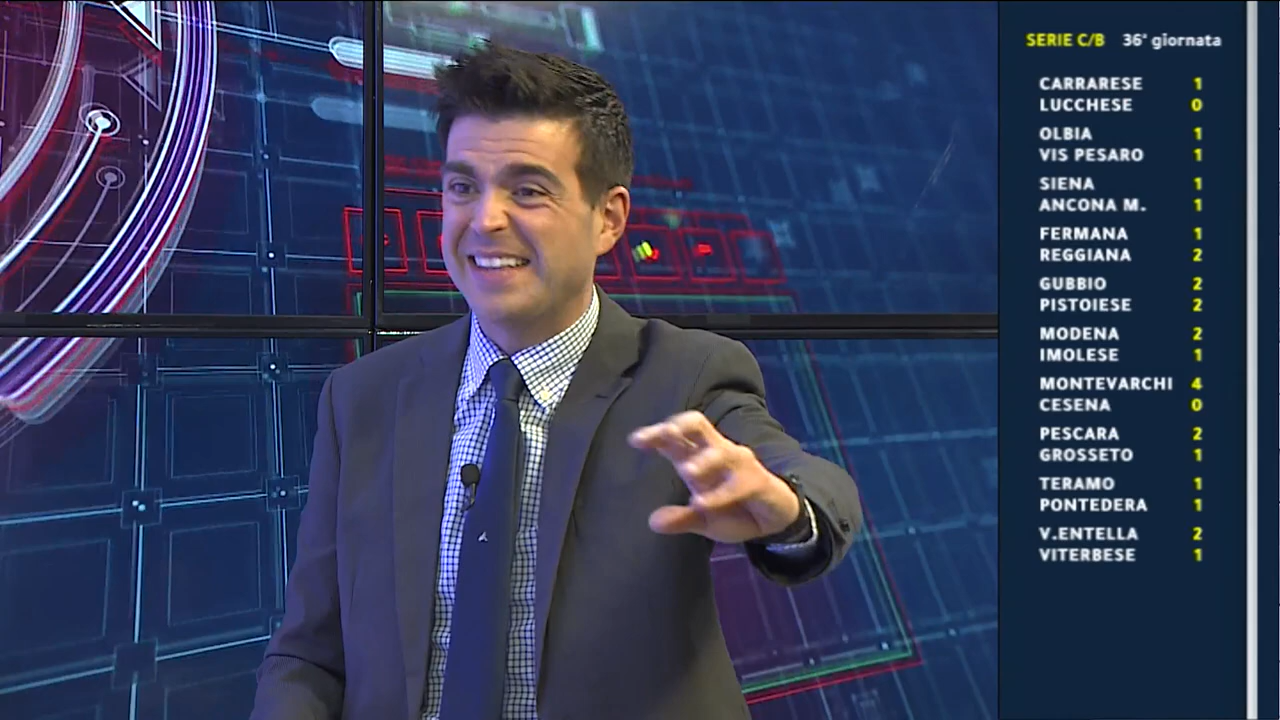 SERIE C/B 36ª giornata
CARRARESE 1
LUCCHESE 0
OLBIA 1
VIS PESARO 1
SIENA 1
ANCONA M. 1
FERMANA 1
REGGIANA 2
GUBBIO 2
PISTOIESE 2
MODENA 2
IMOLESE 1
MONTEVARCHI 4
CESENA 0
PESCARA 2
GROSSETO 1
TERAMO 1
PONTEDERA 1
V.ENTELLA 2
VITERBESE 1